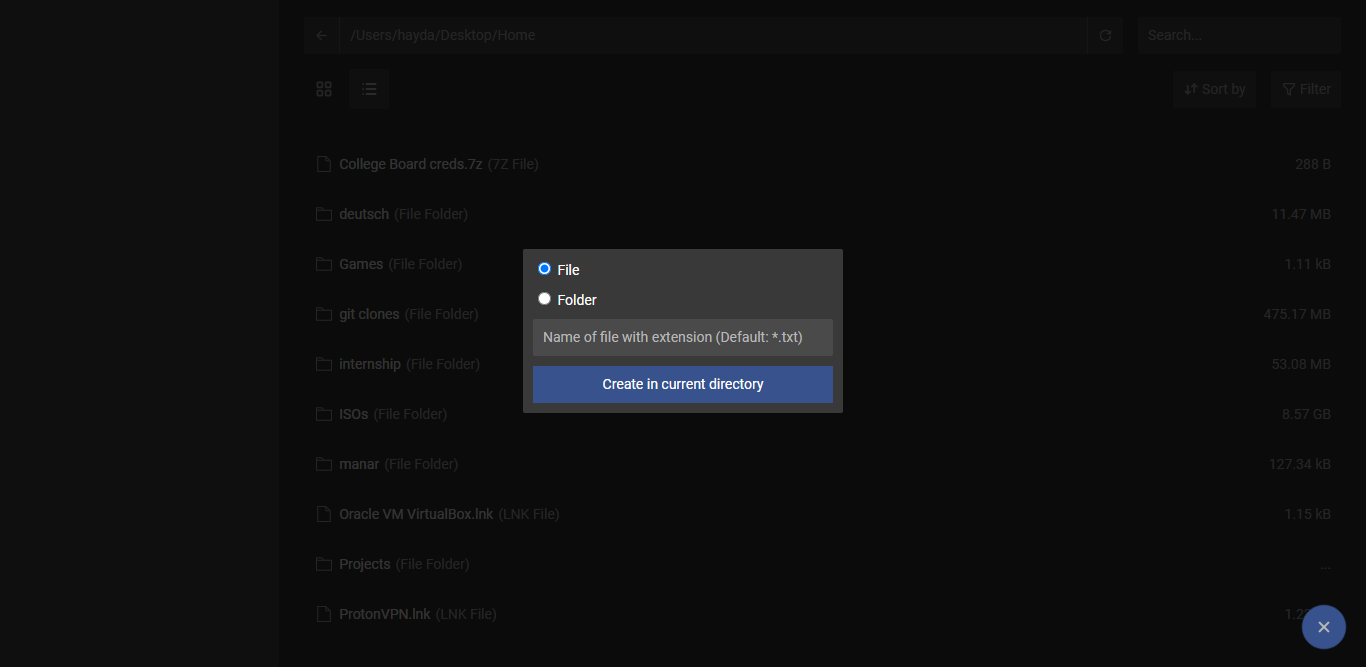 /Users/hayda/Desktop/Home
Search...
Sort by
Filter
College Board creds.7z (7Z File) 288 B
deutsch (File Folder) 11.47 MB
Games (File Folder) 1.11 kB
File
Folder
git clones (File Folder) 475.17 MB
Name of file with extension (Default: *.txt)
internship (File Folder) 53.08 MB
Create in current directory
ISOs (File Folder) 8.57 GB
manar (File Folder) 127.34 kB
Oracle VM VirtualBox.lnk (LNK File) 1.15 kB
Projects (File Folder) ...
ProtonVPN.lnk (LNK File)